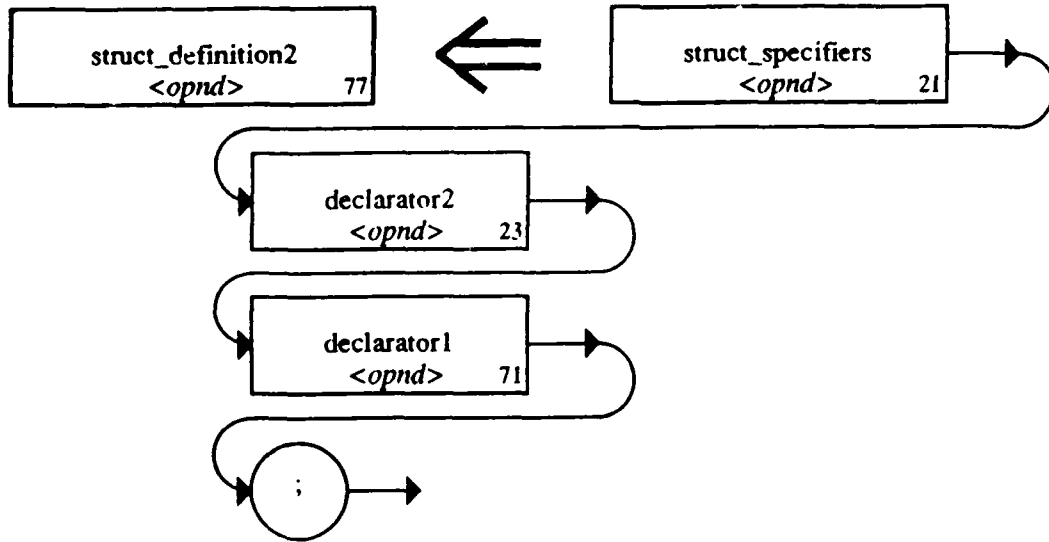 struct_definition2
<opnd> 77
struct_specifiers
<opnd> 21
declarator2
<opnd> 23
declarator1
<opnd> 71
;